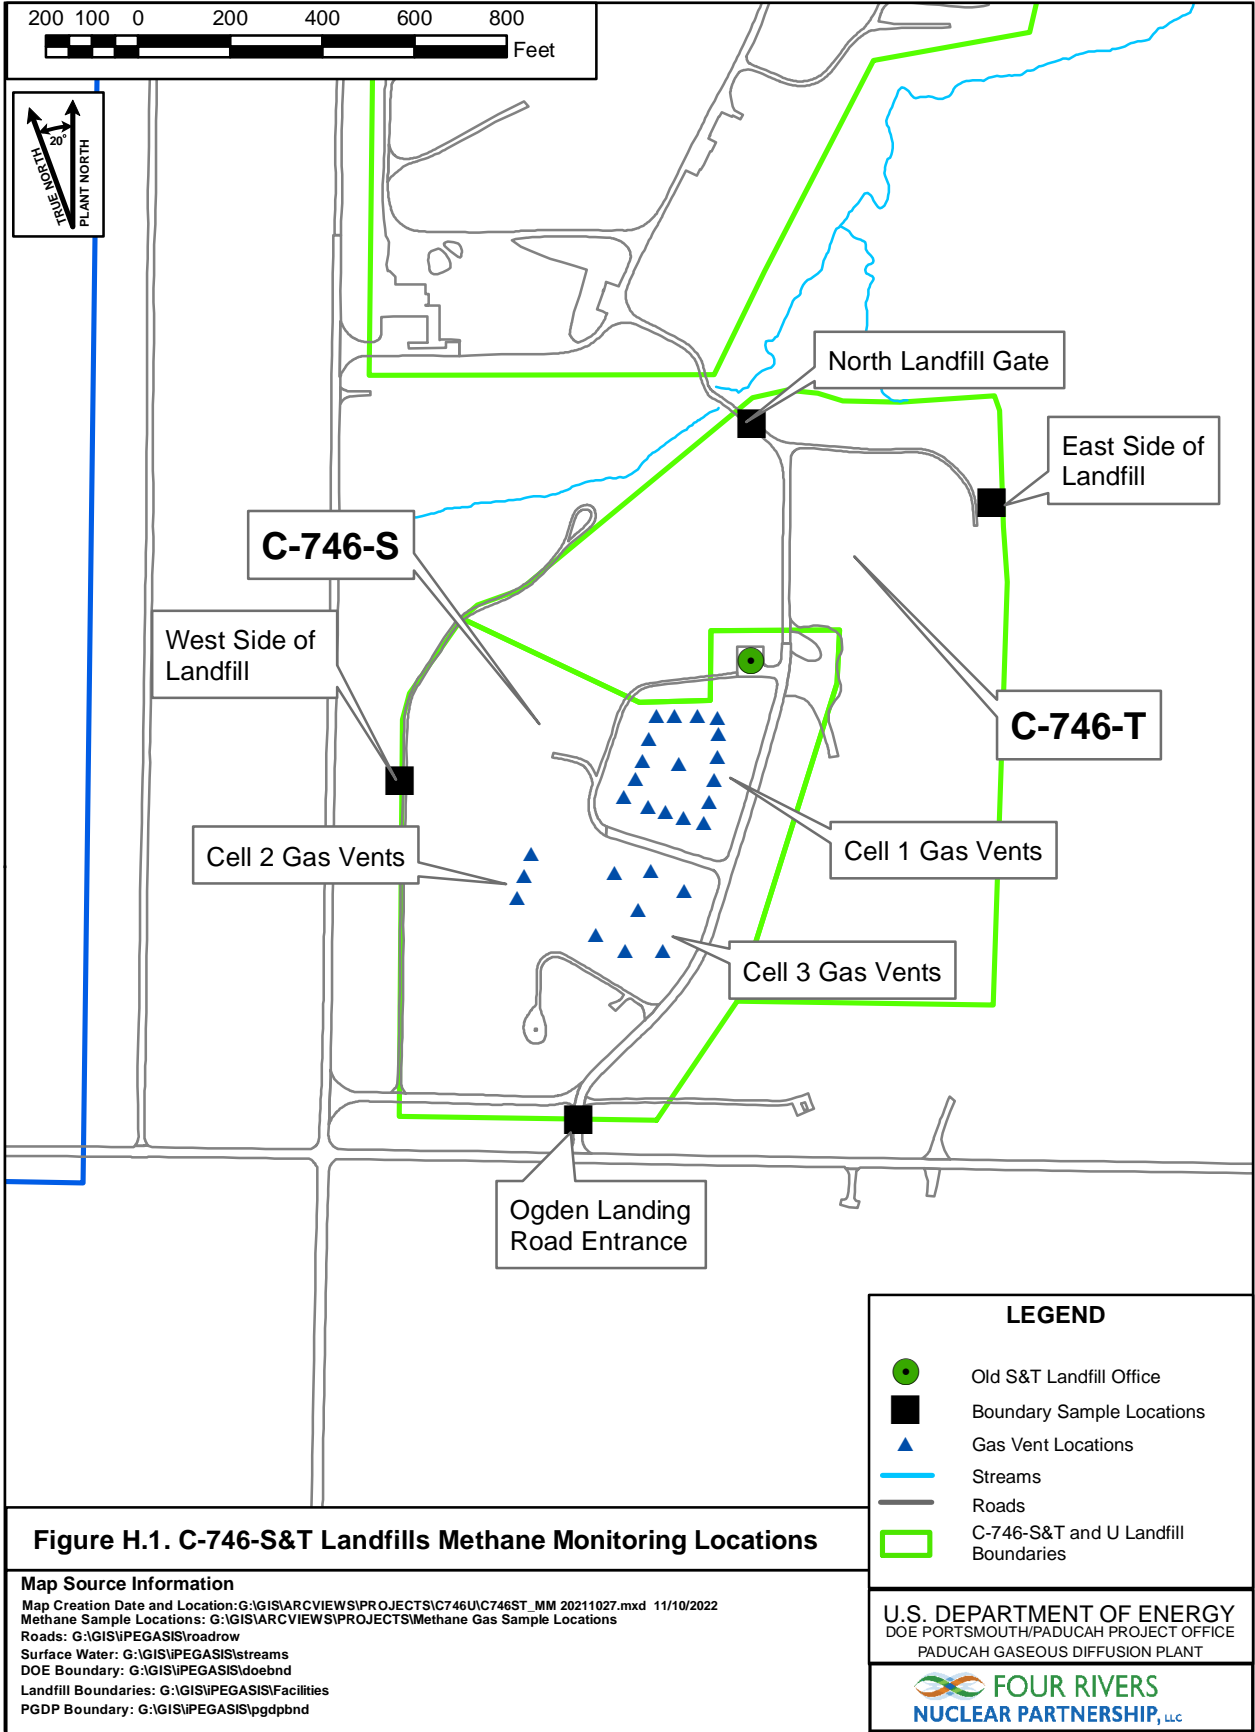 200 100 0 200 400 600 800
Feet
20°
TRUE NORTH
PLANT NORTH
North Landfill Gate
East Side of
Landfill
C-746-S
West Side of
Landfill
C-746-T
Cell 2 Gas Vents
Cell 1 Gas Vents
Cell 3 Gas Vents
Ogden Landing
Road Entrance
LEGEND
Old S&T Landfill Office
Boundary Sample Locations
Gas Vent Locations
Streams
Roads
C-746-S&T and U Landfill
Boundaries
Figure H.1. C-746-S&T Landfills Methane Monitoring Locations
Map Source Information
Map Creation Date and Location:G:\GIS\ARCVIEWS\PROJECTS\C746U\C746ST_MM 20211027.mxd 11/10/2022
Methane Sample Locations: G:\GIS\ARCVIEWS\PROJECTS\Methane Gas Sample Locations
Roads: G:\GIS\iPEGASIS\roadrow
Surface Water: G:\GIS\iPEGASIS\streams
DOE Boundary: G:\GIS\iPEGASIS\doebnd
Landfill Boundaries: G:\GIS\iPEGASIS\Facilities
PGDP Boundary: G:\GIS\iPEGASIS\pgdpbnd
U.S. DEPARTMENT OF ENERGY
DOE PORTSMOUTH/PADUCAH PROJECT OFFICE
PADUCAH GASEOUS DIFFUSION PLANT
FOUR RIVERS
NUCLEAR PARTNERSHIP, LLC